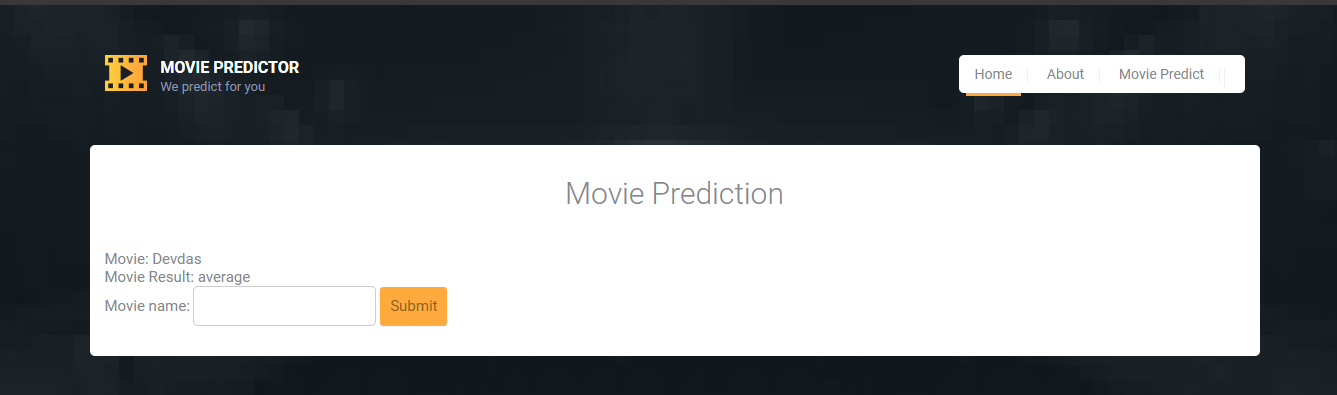 MOVIE PREDICTOR
We predict for you
Home About Movie Predict
Movie Prediction
Movie: Devdas
Movie Result: average
Movie name: Submit